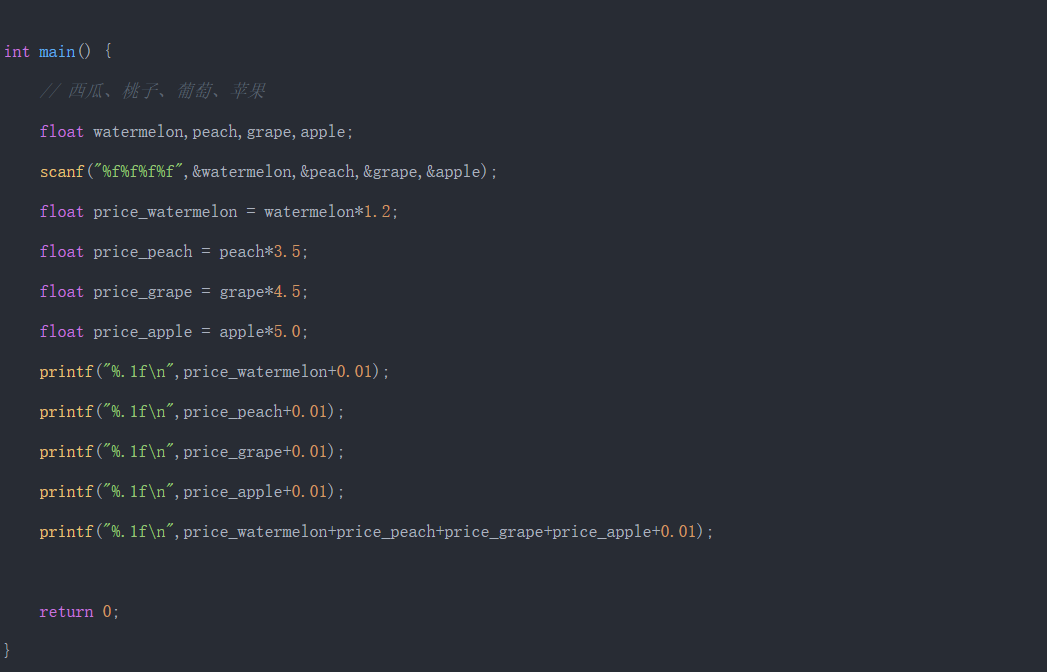 int main() {
// 西瓜、桃子、葡萄、苹果
float watermelon,peach,grape,apple;
scanf("%f%f%f%f",&watermelon,&peach,&grape,&apple);
float price_watermelon = watermelon*1.2;
float price_peach = peach*3.5;
float price_grape = grape*4.5;
float price_apple = apple*5.0;
printf("%.1f\n",price_watermelon+0.01);
printf("%.1f\n",price_peach+0.01);
printf("%.1f\n",price_grape+0.01);
printf("%.1f\n",price_apple+0.01);
printf("%.1f\n",price_watermelon+price_peach+price_grape+price_apple+0.01);
return 0;
}